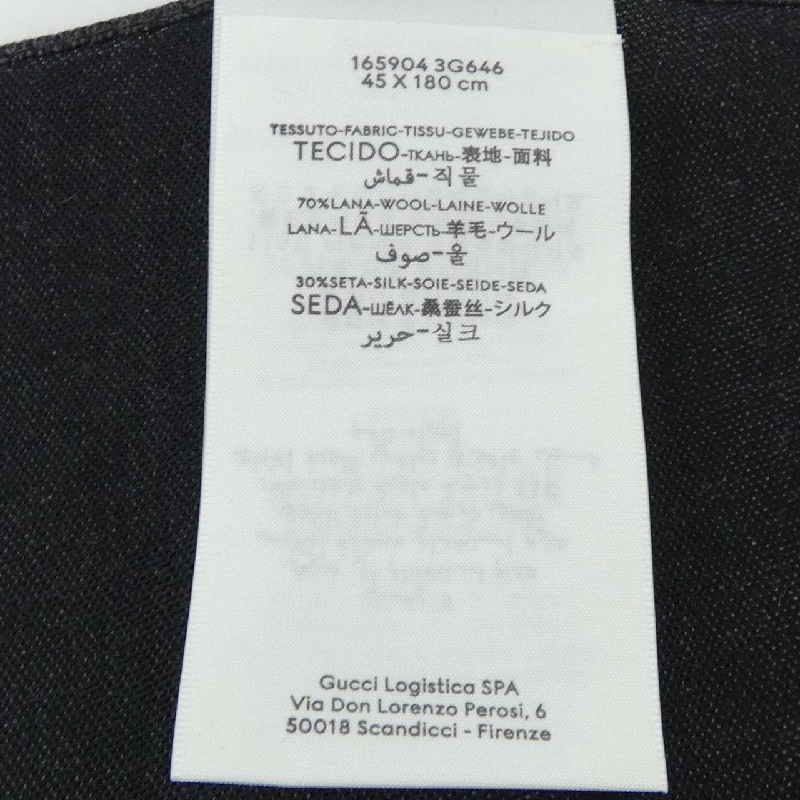 165904 3G646
45 X 180 cm
TESSUTO-FABRIC-TISSU-GEWEBE-TEJIDO
TECIDO-ТКАНЬ-表地-面料
قماش-직물
70%LANA-WOOL-LAINE-WOLLE
LANA-LÃ-ШЕРСТЬ-羊毛-ウール
صوف-울
30%SETA-SILK-SOIE-SEIDE-SEDA
SEDA-ШЁЛК-桑蚕丝-シルク
حرير-실크
Gucci Logistica SPA
Via Don Lorenzo Perosi, 6
50018 Scandicci - Firenze